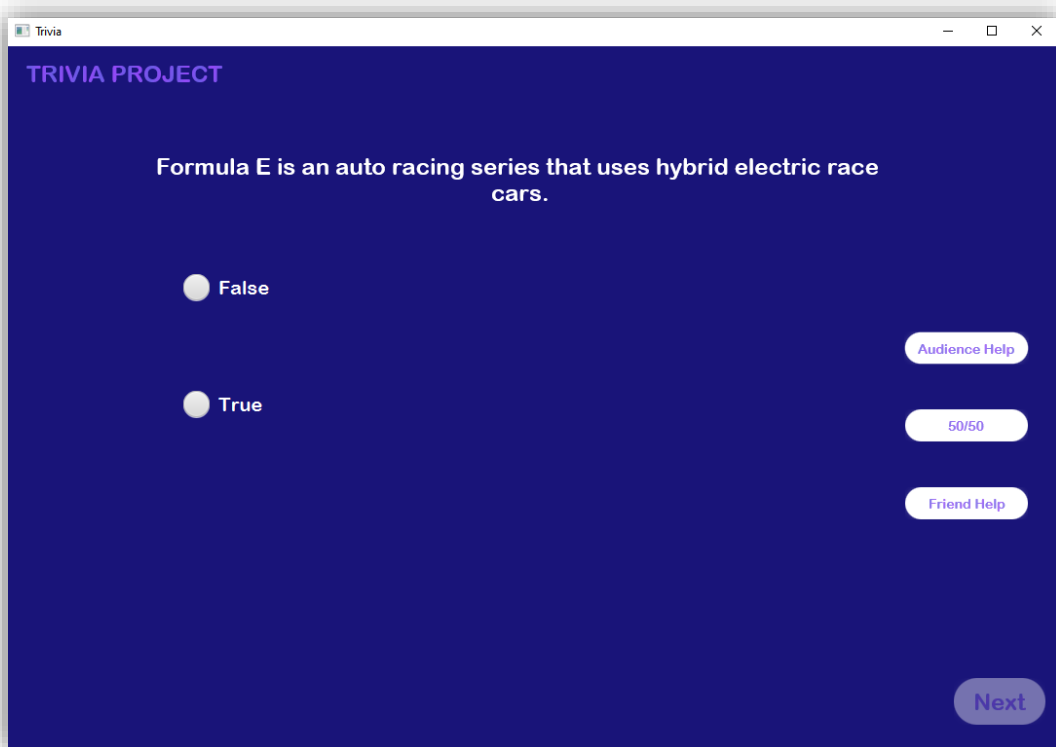 Trivia
TRIVIA PROJECT
Formula E is an auto racing series that uses hybrid electric race
cars.
False
True
Audience Help
50/50
Friend Help
Next